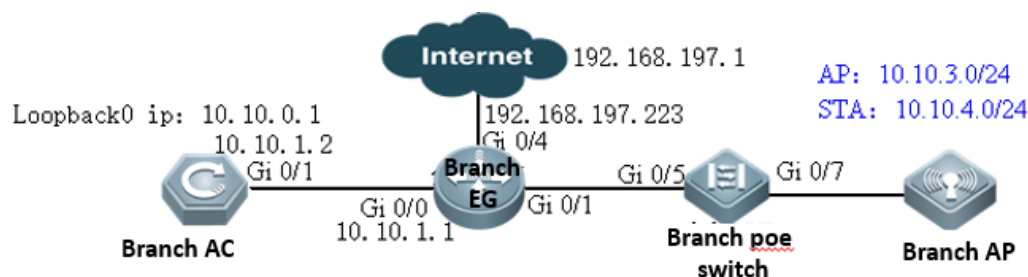 Internet
192.168.197.1
AP: 10.10.3.0/24
STA: 10.10.4.0/24
Loopback0 ip: 10.10.0.1
10.10.1.2
Gi 0/1
192.168.197.223
Gi 0/4
Branch
EG
Gi 0/5
Gi 0/7
Gi 0/0
10.10.1.1
Gi 0/1
Branch AC
Branch poe
switch
Branch AP